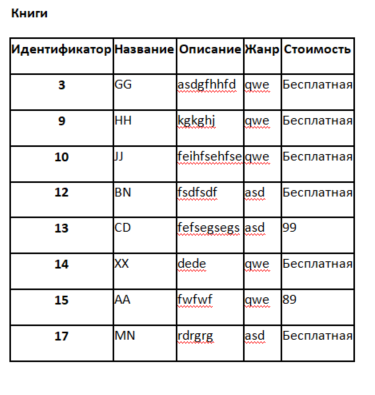 Книги
Идентификатор Название Описание Жанр Стоимость
3 GG asdgfhhfd qwe Бесплатная
9 HH kgkghj qwe Бесплатная
10 JJ feihfsehfse qwe Бесплатная
12 BN fsdfsdf asd Бесплатная
13 CD fefsegsegs asd 99
14 XX dede qwe Бесплатная
15 AA fwfwf qwe 89
17 MN rdrgrg asd Бесплатная